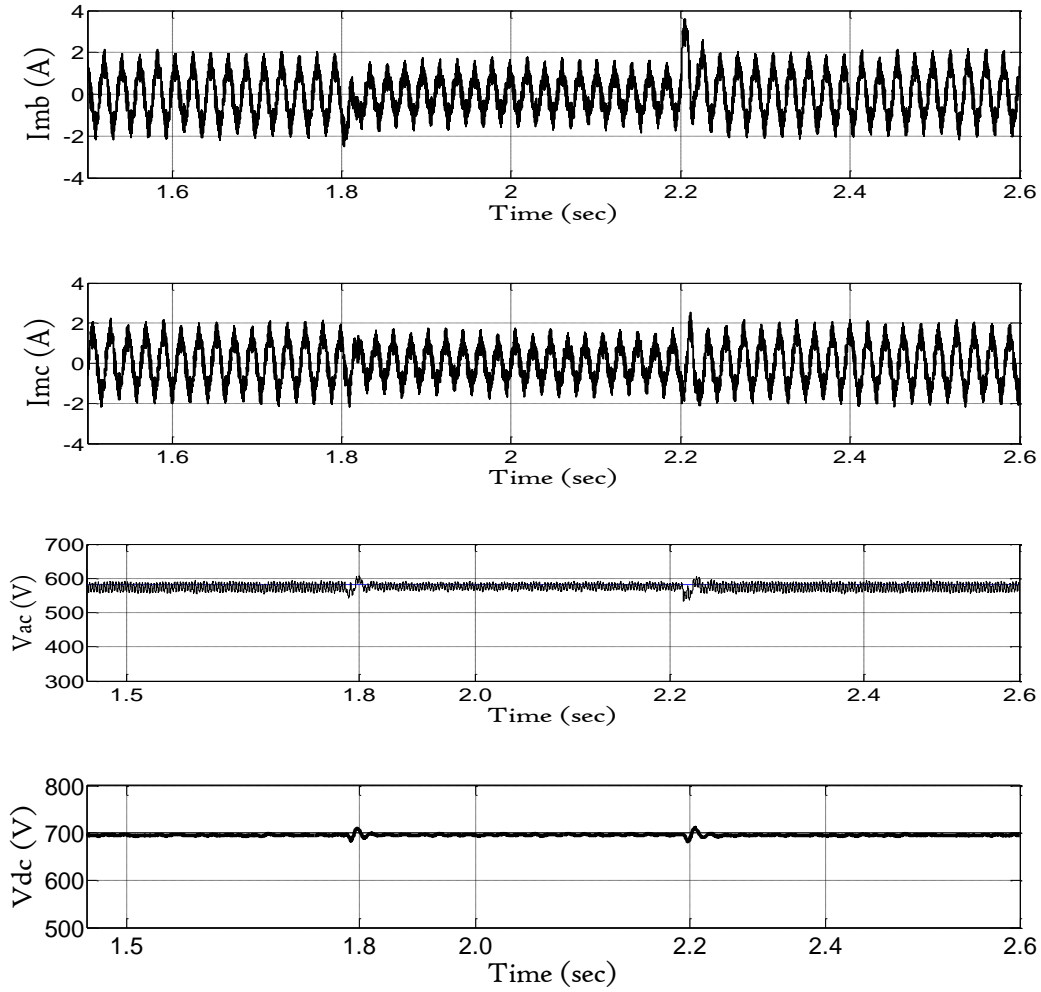 4
2
0
-2
-4
Imb (A)
1.6 1.8 2 2.2 2.4 2.6
Time (sec)
4
2
0
-2
-4
Imc (A)
1.6 1.8 2 2.2 2.4 2.6
Time (sec)
700
600
500
400
300
Vac (V)
1.5 1.8 2.0 2.2 2.4 2.6
Time (sec)
800
700
600
500
Vdc (V)
1.5 1.8 2.0 2.2 2.4 2.6
Time (sec)